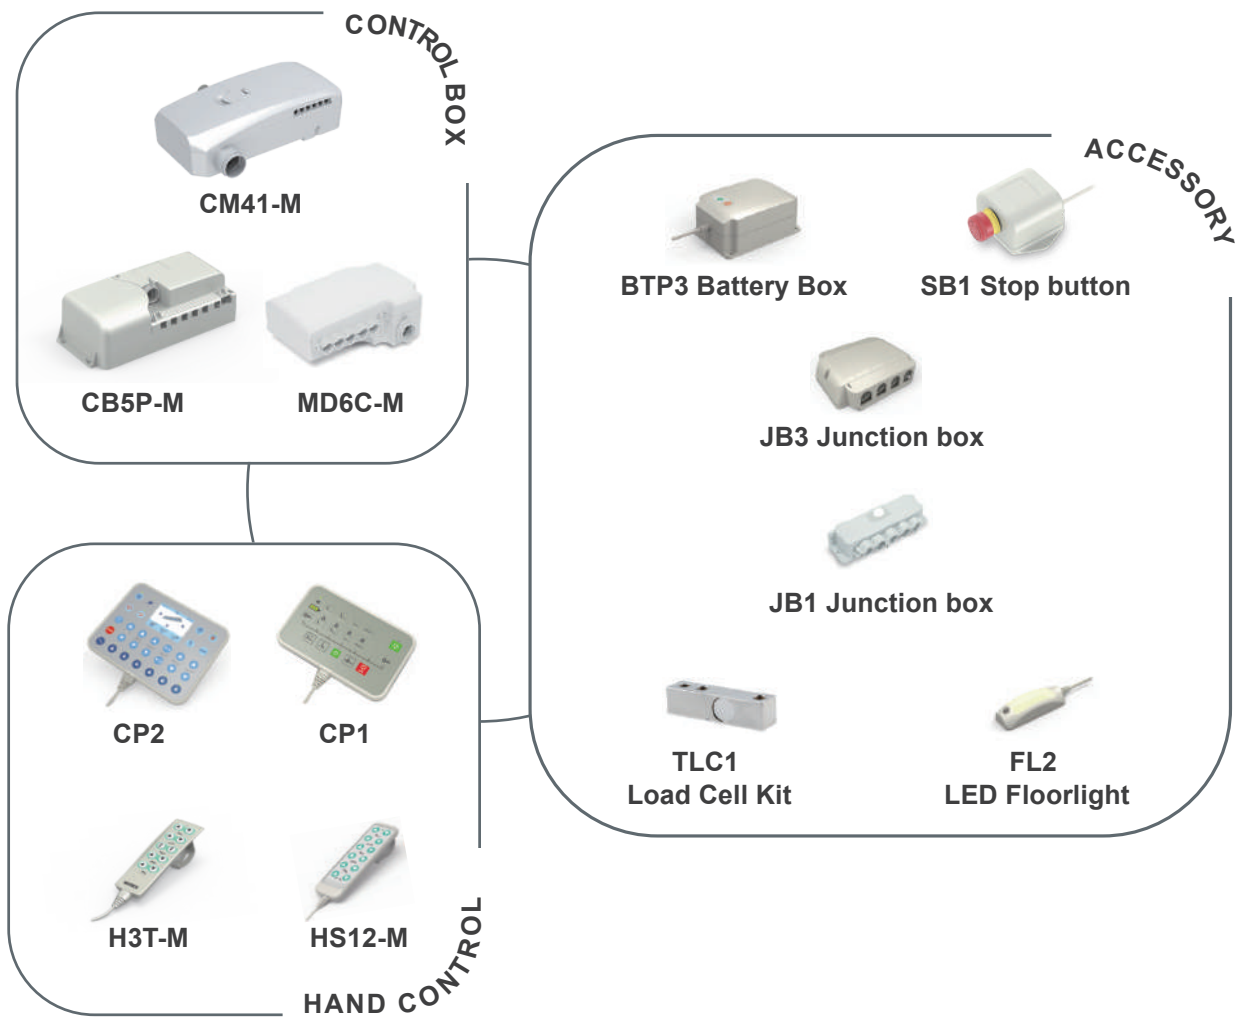 CONTROL BOX
CM41-M
CB5P-M
MD6C-M
ACCESSORY
BTP3 Battery Box
SB1 Stop button
JB3 Junction box
JB1 Junction box
TLC1
Load Cell Kit
FL2
LED Floorlight
CP2
CP1
H3T-M
HS12-M
HAND CONTROL